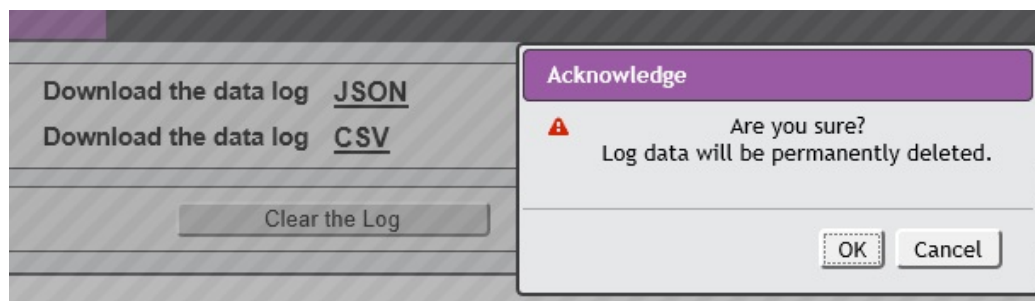 Download the data log JSON
Download the data log CSV
Clear the Log
Acknowledge
Are you sure?
Log data will be permanently deleted.
OK Cancel